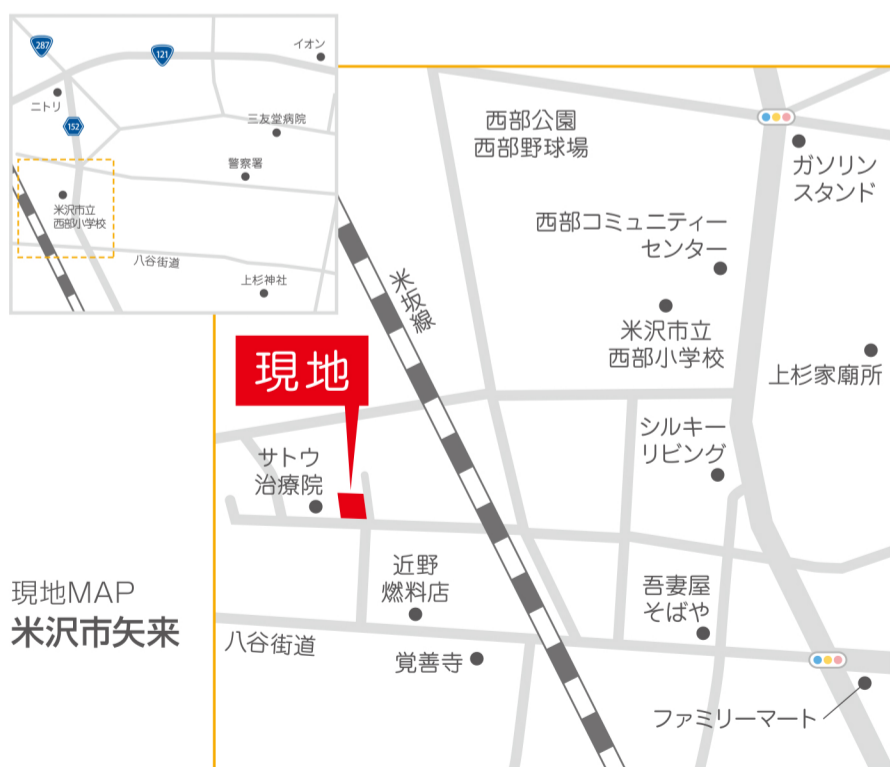 287
121
イオン
ニトリ
152
三友堂病院
警察署
米沢市立
西部小学校
八谷街道
上杉神社
西部公園
西部野球場
ガソリン
スタンド
西部コミュニティー
センター
米坂線
米沢市立
西部小学校
上杉家廟所
現地
シルキー
リビング
サトウ
治療院
近野
燃料店
吾妻屋
そばや
現地MAP
米沢市矢来
八谷街道
覚善寺
ファミリーマート